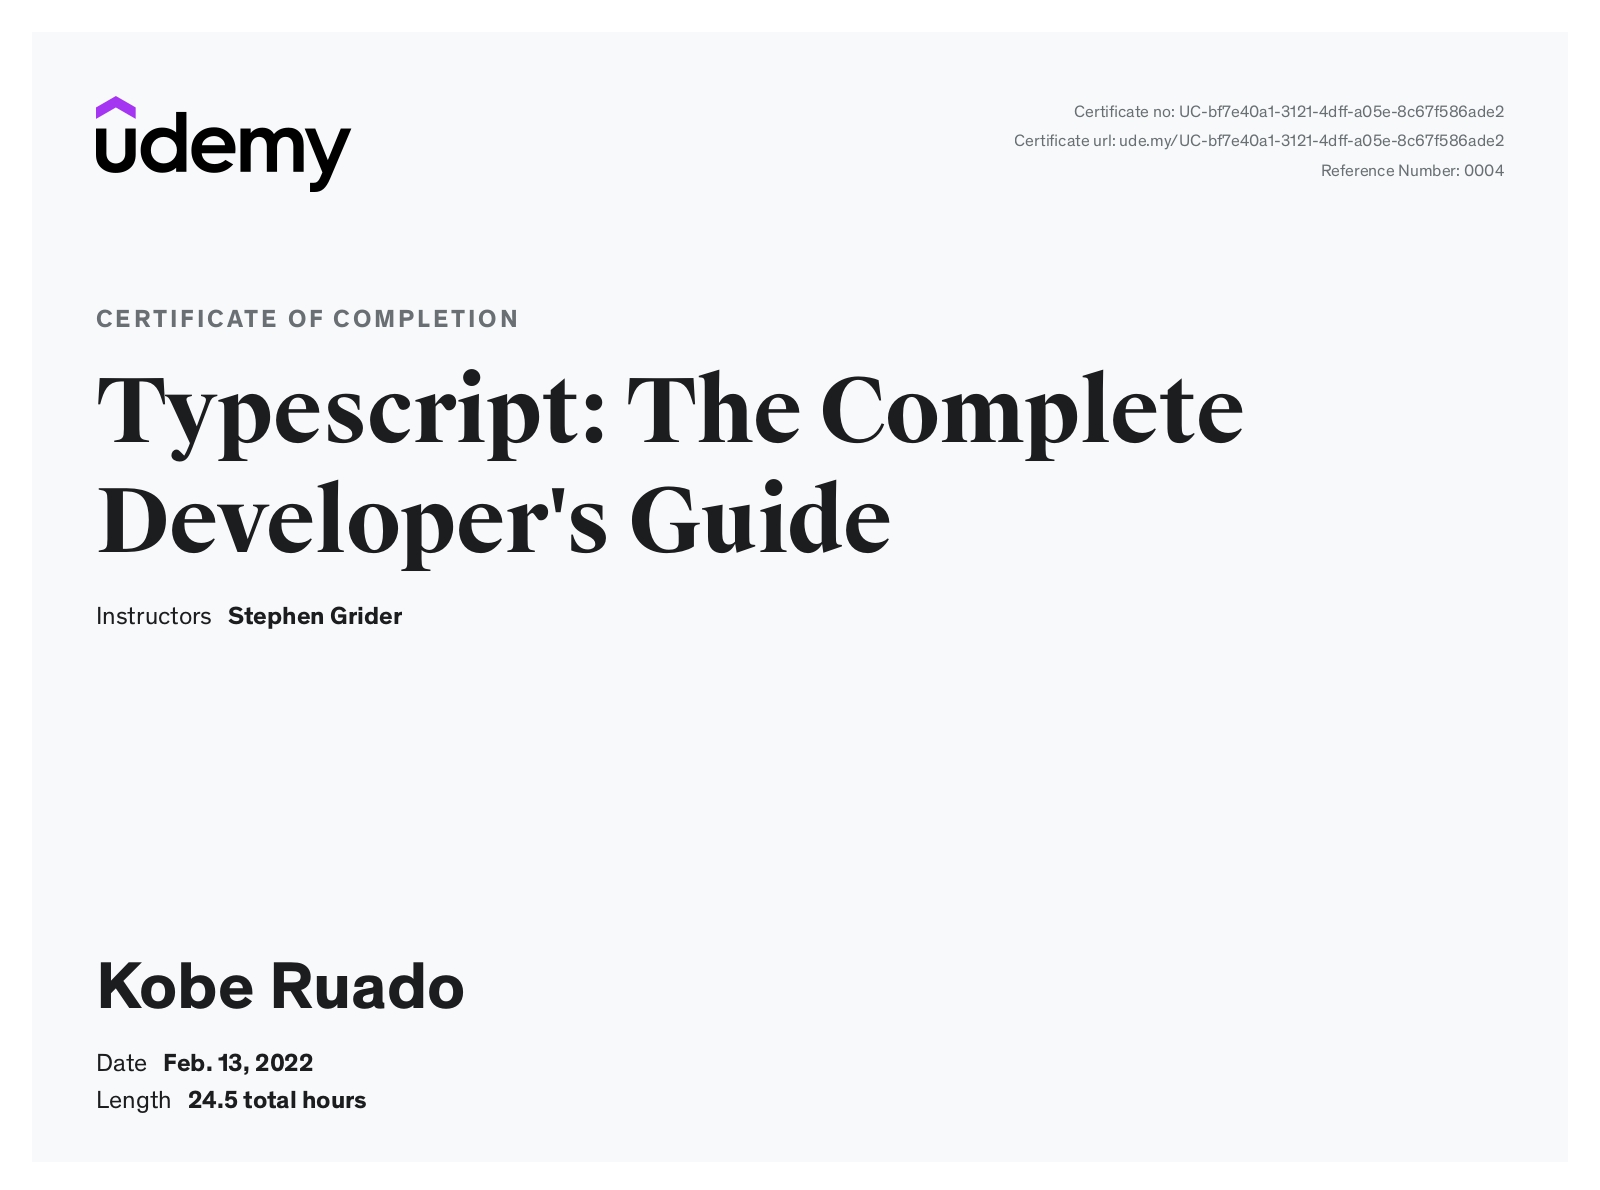 udemy
Certificate no: UC-bf7e40a1-3121-4dff-a05e-8c67f586ade2
Certificate url: ude.my/UC-bf7e40a1-3121-4dff-a05e-8c67f586ade2
Reference Number: 0004
CERTIFICATE OF COMPLETION
Typescript: The Complete
Developer's Guide
Instructors Stephen Grider
Kobe Ruado
Date Feb. 13, 2022
Length 24.5 total hours